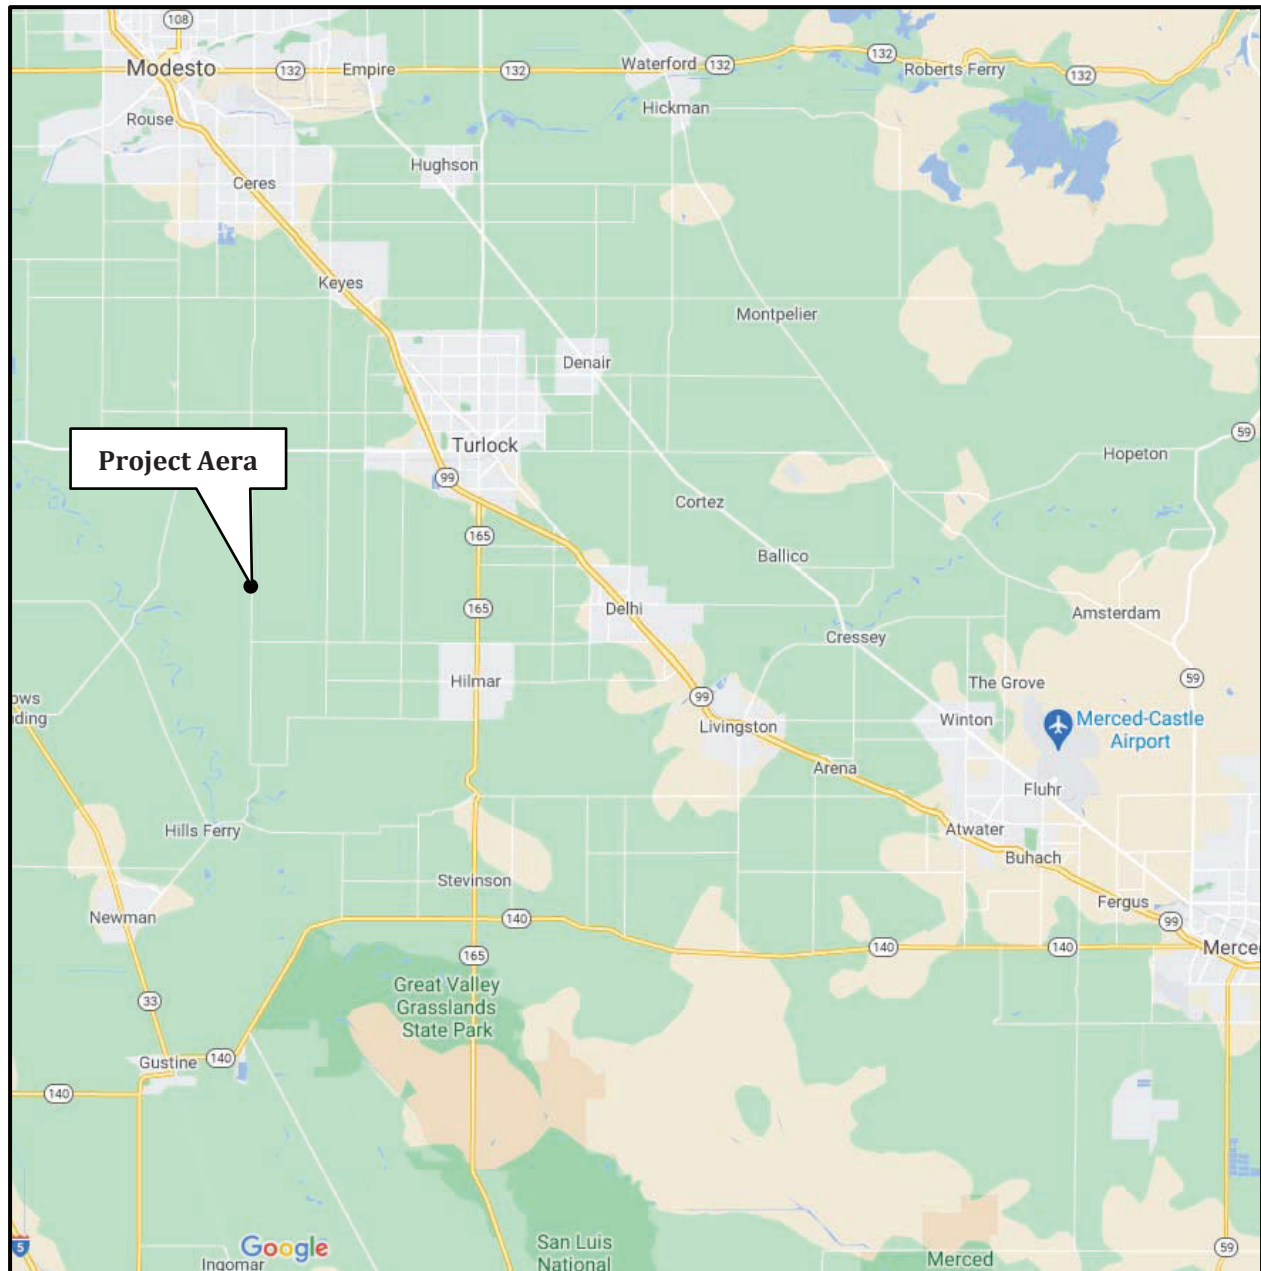 108
Modesto
132
Empire
132
Waterford
132
132
Roberts Ferry
132
Rouse
Hickman
Hughson
Ceres
Keyes
Montpelier
Denair
59
Turlock
Hopeton
Project Aera
99
Cortez
165
Ballico
165
Delhi
Amsterdam
Cressey
Hilmar
The Grove
59
99
ows
ding
Livingston
Winton
Merced-Castle
Airport
Arena
Fluhr
Hills Ferry
Atwater
Buhach
Stevinson
Fergus
Newman
140
99
140
140
Merce
165
Great Valley
Grasslands
State Park
33
Gustine
140
140
5
Google
San Luis
National
59
Ingomar
Merced